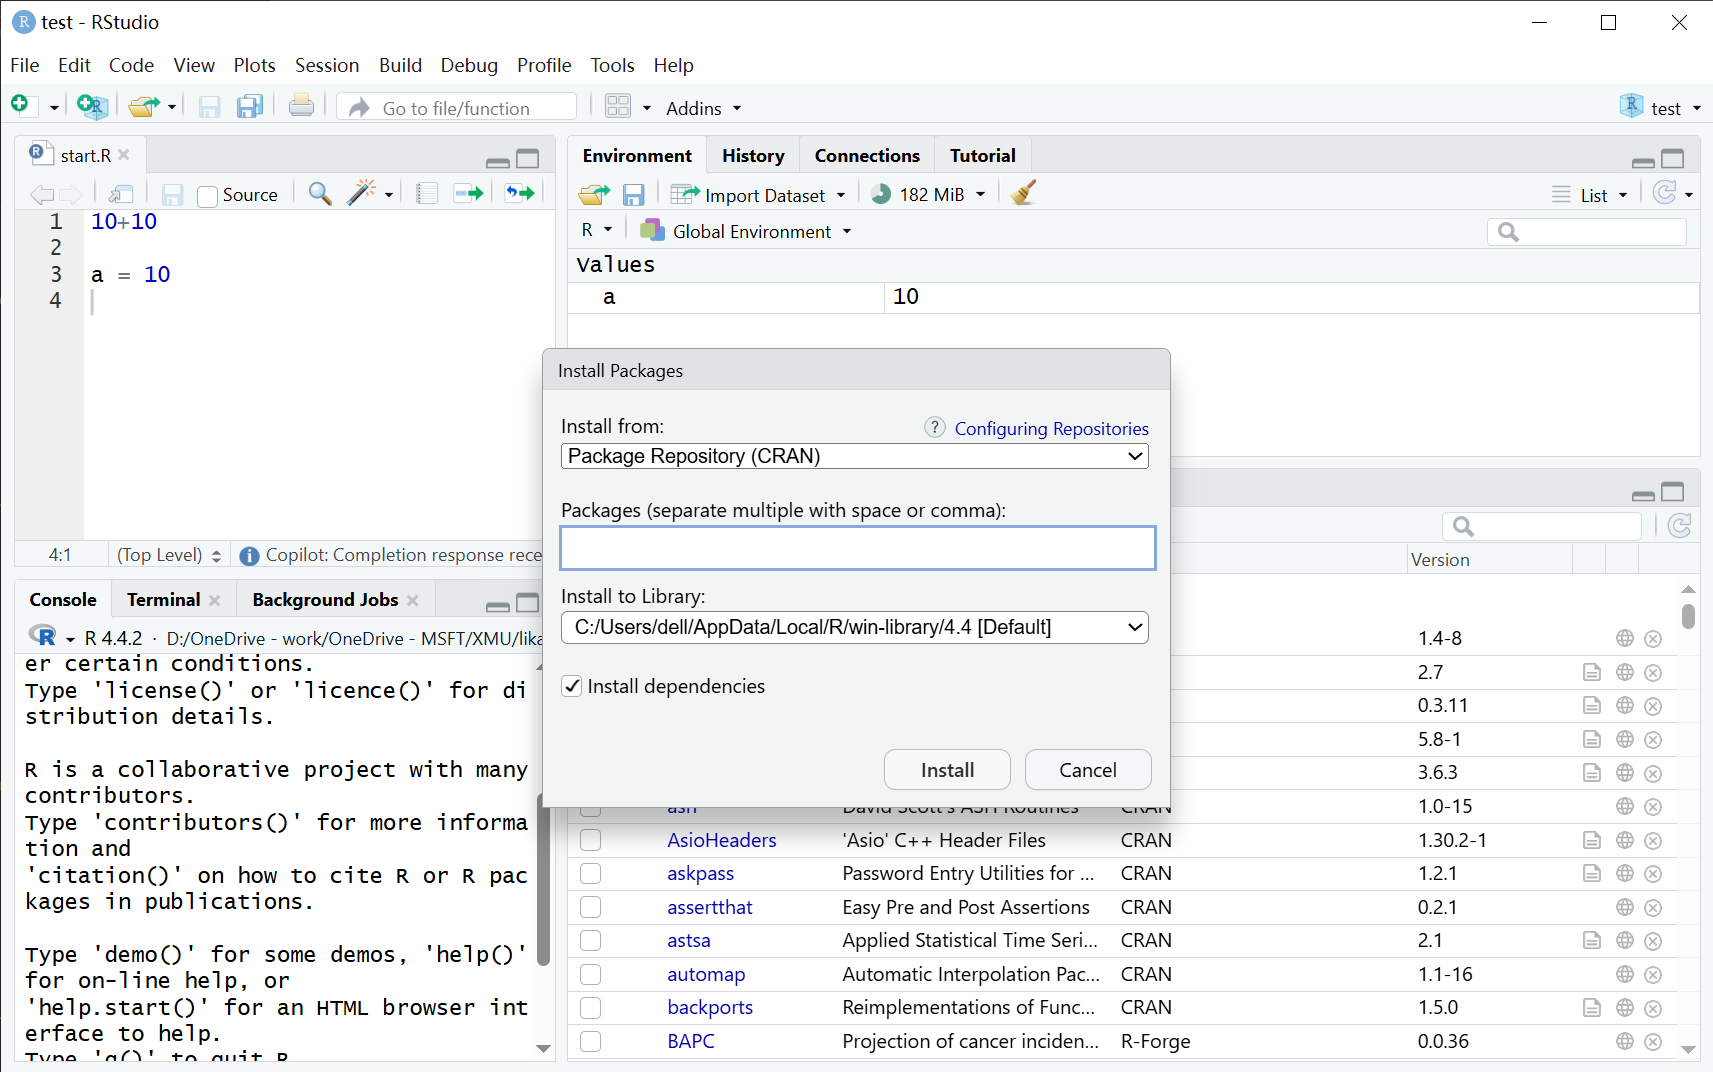 test - RStudio
File Edit Code View Plots Session Build Debug Profile Tools Help
Go to file/function Addins test
start.R
Source
1 10+10
2
3 a = 10
4
4:1 (Top Level) Copilot: Completion response rece
Console Terminal Background Jobs
R 4.4.2 · D:/OneDrive - work/OneDrive - MSFT/XMU/lika
er certain conditions.
Type 'license()' or 'licence()' for di
stribution details.
R is a collaborative project with many
contributors.
Type 'contributors()' for more informa
tion and
'citation()' on how to cite R or R pac
kages in publications.
Type 'demo()' for some demos, 'help()'
for on-line help, or
'help.start()' for an HTML browser int
erface to help.
Type 'q()' to quit R
Environment History Connections Tutorial
Import Dataset 182 MiB List
R Global Environment
Values
a 10
Install Packages
Install from: ? Configuring Repositories
Package Repository (CRAN)
Packages (separate multiple with space or comma):
Install to Library:
C:/Users/dell/AppData/Local/R/win-library/4.4 [Default]
Install dependencies
Install Cancel
Version
1.4-8
2.7
0.3.11
5.8-1
3.6.3
ash David Scott's ASH Routines CRAN 1.0-15
AsioHeaders 'Asio' C++ Header Files CRAN 1.30.2-1
askpass Password Entry Utilities for ... CRAN 1.2.1
assertthat Easy Pre and Post Assertions CRAN 0.2.1
astsa Applied Statistical Time Seri... CRAN 2.1
automap Automatic Interpolation Pac... CRAN 1.1-16
backports Reimplementations of Func... CRAN 1.5.0
BAPC Projection of cancer inciden... R-Forge 0.0.36